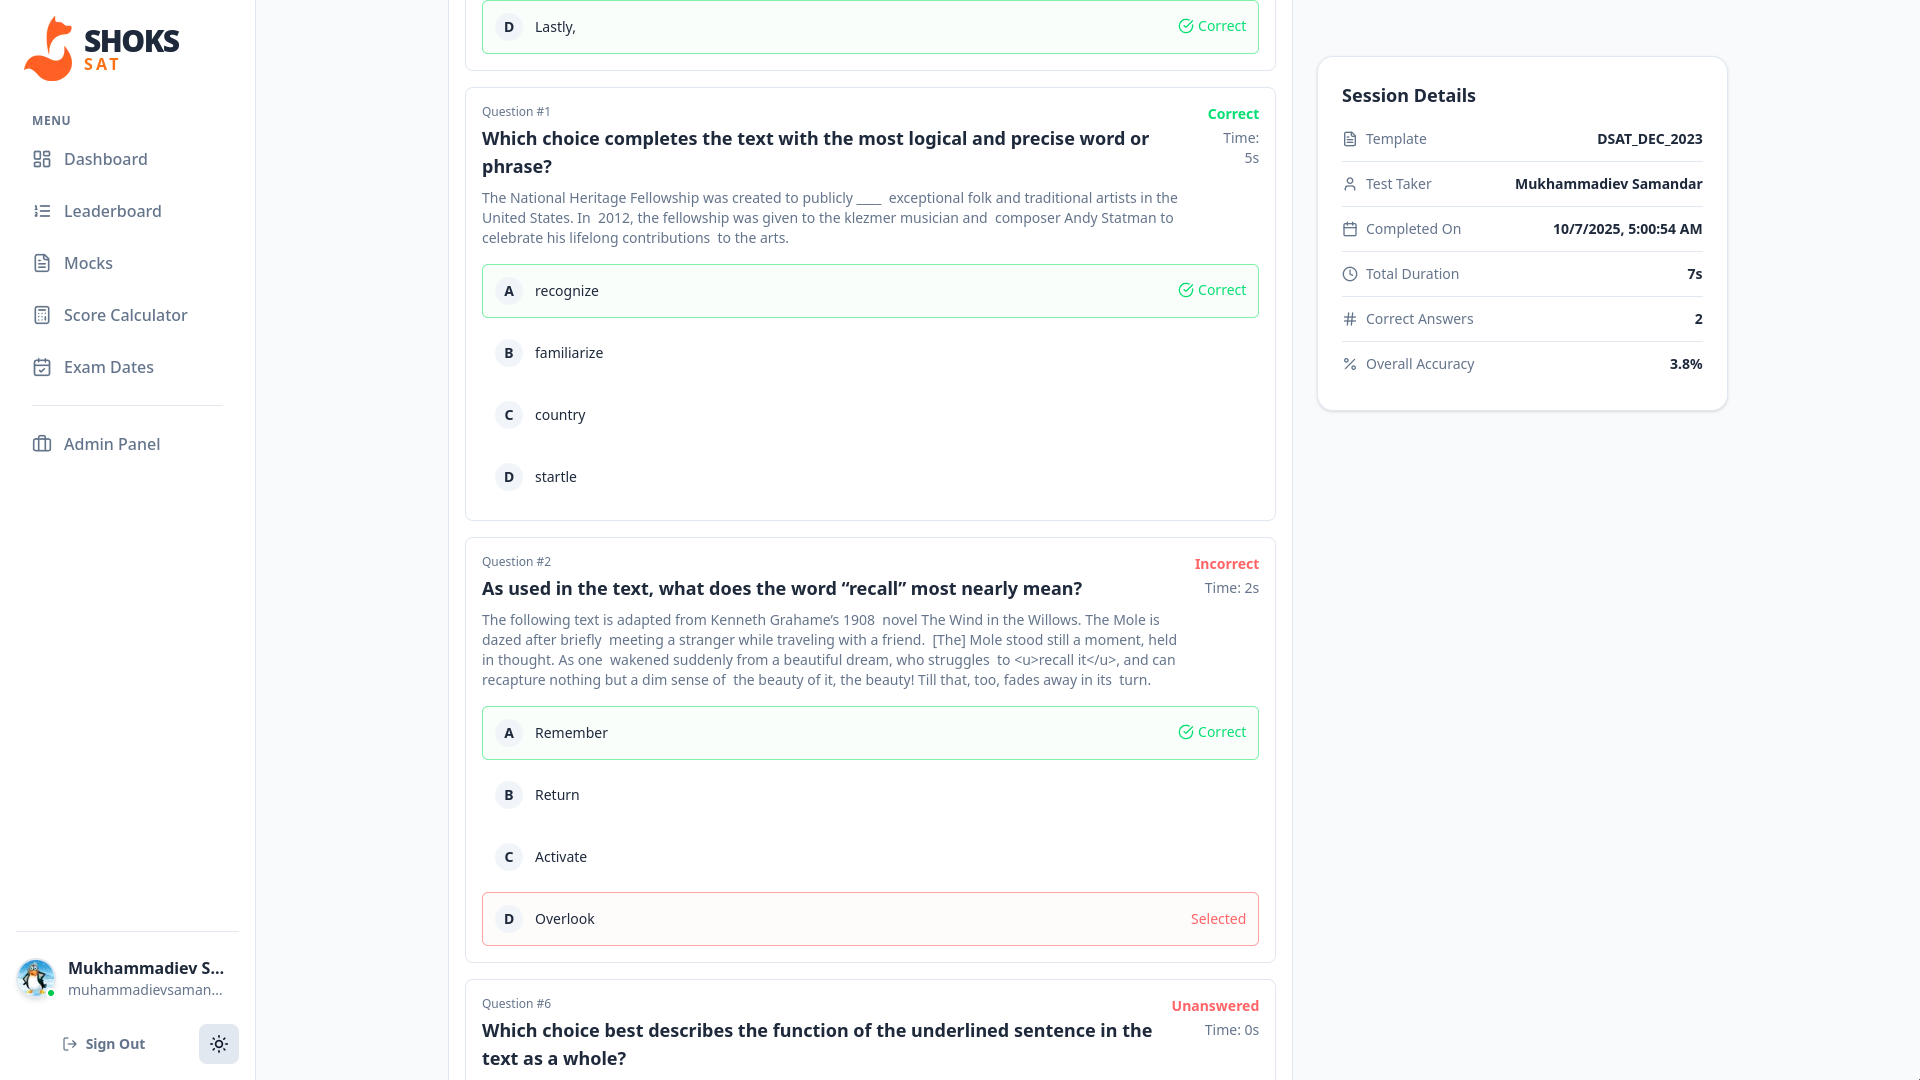 SHOKS
SAT
MENU
Dashboard
Leaderboard
Mocks
Score Calculator
Exam Dates
Admin Panel
Mukhammadiev S...
muhammadievsaman...
Sign Out
D Lastly, Correct
Question #1
Correct
Which choice completes the text with the most logical and precise word or
phrase?
Time:
5s
The National Heritage Fellowship was created to publicly ____ exceptional folk and traditional artists in the
United States. In 2012, the fellowship was given to the klezmer musician and composer Andy Statman to
celebrate his lifelong contributions to the arts.
A recognize Correct
B familiarize
C country
D startle
Question #2
Incorrect
As used in the text, what does the word “recall” most nearly mean?
Time: 2s
The following text is adapted from Kenneth Grahame’s 1908 novel The Wind in the Willows. The Mole is
dazed after briefly meeting a stranger while traveling with a friend. [The] Mole stood still a moment, held
in thought. As one wakened suddenly from a beautiful dream, who struggles to <u>recall it</u>, and can
recapture nothing but a dim sense of the beauty of it, the beauty! Till that, too, fades away in its turn.
A Remember Correct
B Return
C Activate
D Overlook Selected
Question #6
Unanswered
Which choice best describes the function of the underlined sentence in the
text as a whole?
Time: 0s
Session Details
Template DSAT_DEC_2023
Test Taker Mukhammadiev Samandar
Completed On 10/7/2025, 5:00:54 AM
Total Duration 7s
Correct Answers 2
Overall Accuracy 3.8%